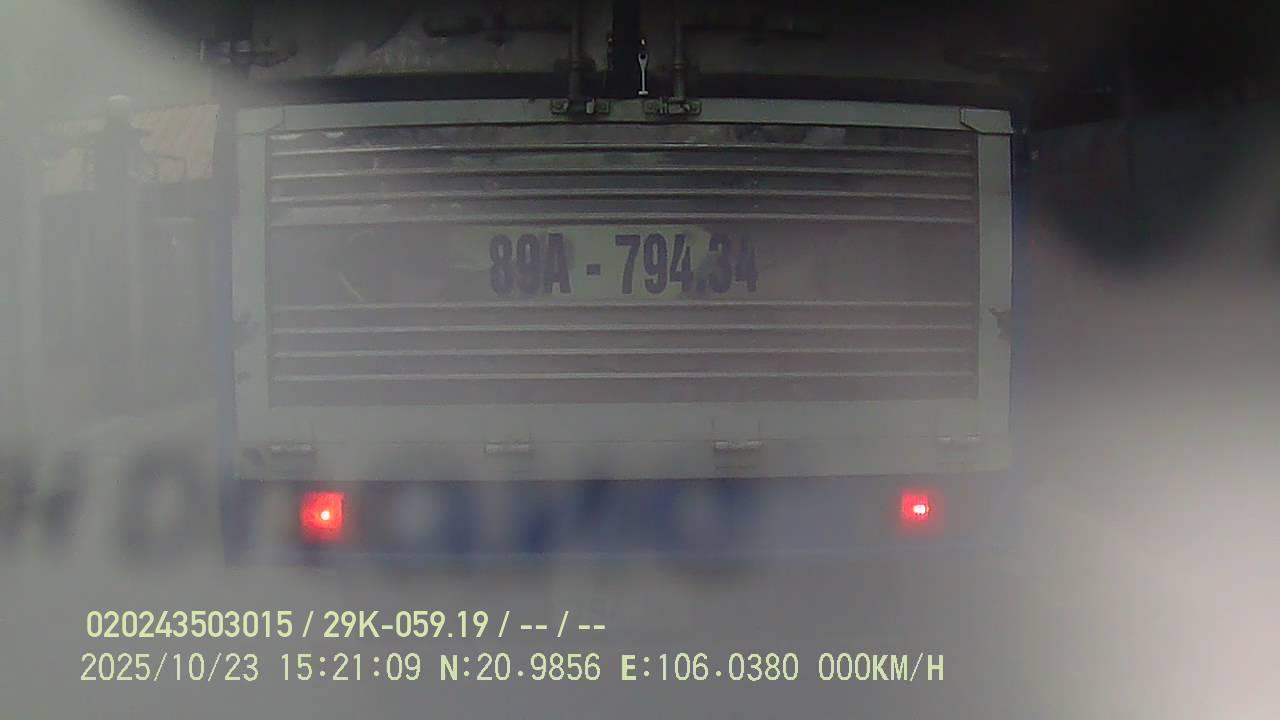 89A - 794.34
020243503015 / 29K-059.19 / -- / --
2025/10/23 15:21:09 N:20.9856 E:106.0380 000KM/H